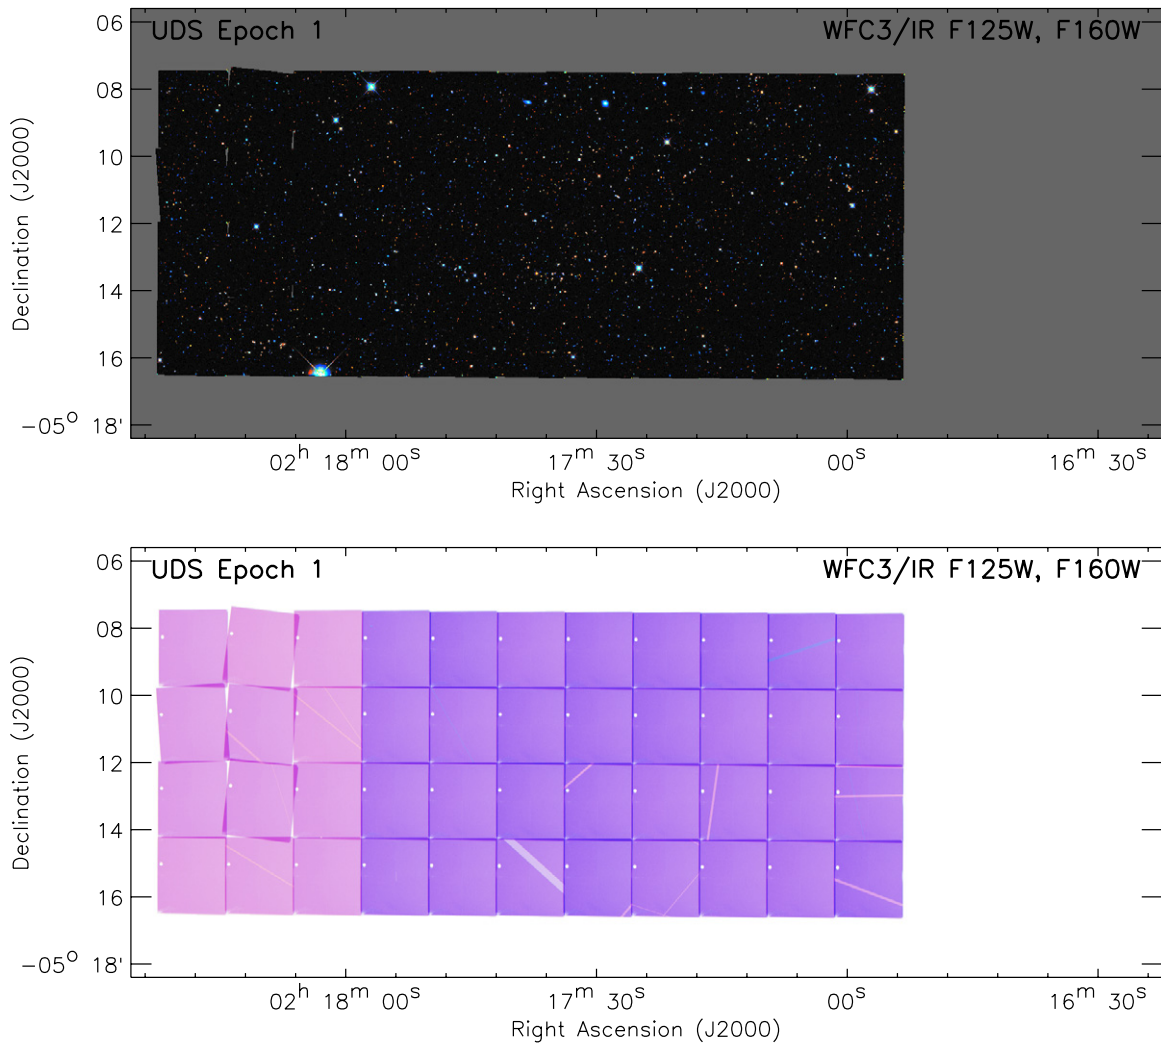 UDS Epoch 1
WFC3/IR F125W, F160W
06
08
10
12
14
16
−05° 18'
Declination (J2000)
02ʰ 18ᵐ 00ˢ
17ᵐ 30ˢ
00ˢ
16ᵐ 30ˢ
Right Ascension (J2000)
UDS Epoch 1
WFC3/IR F125W, F160W
06
08
10
12
14
16
−05° 18'
Declination (J2000)
02ʰ 18ᵐ 00ˢ
17ᵐ 30ˢ
00ˢ
16ᵐ 30ˢ
Right Ascension (J2000)